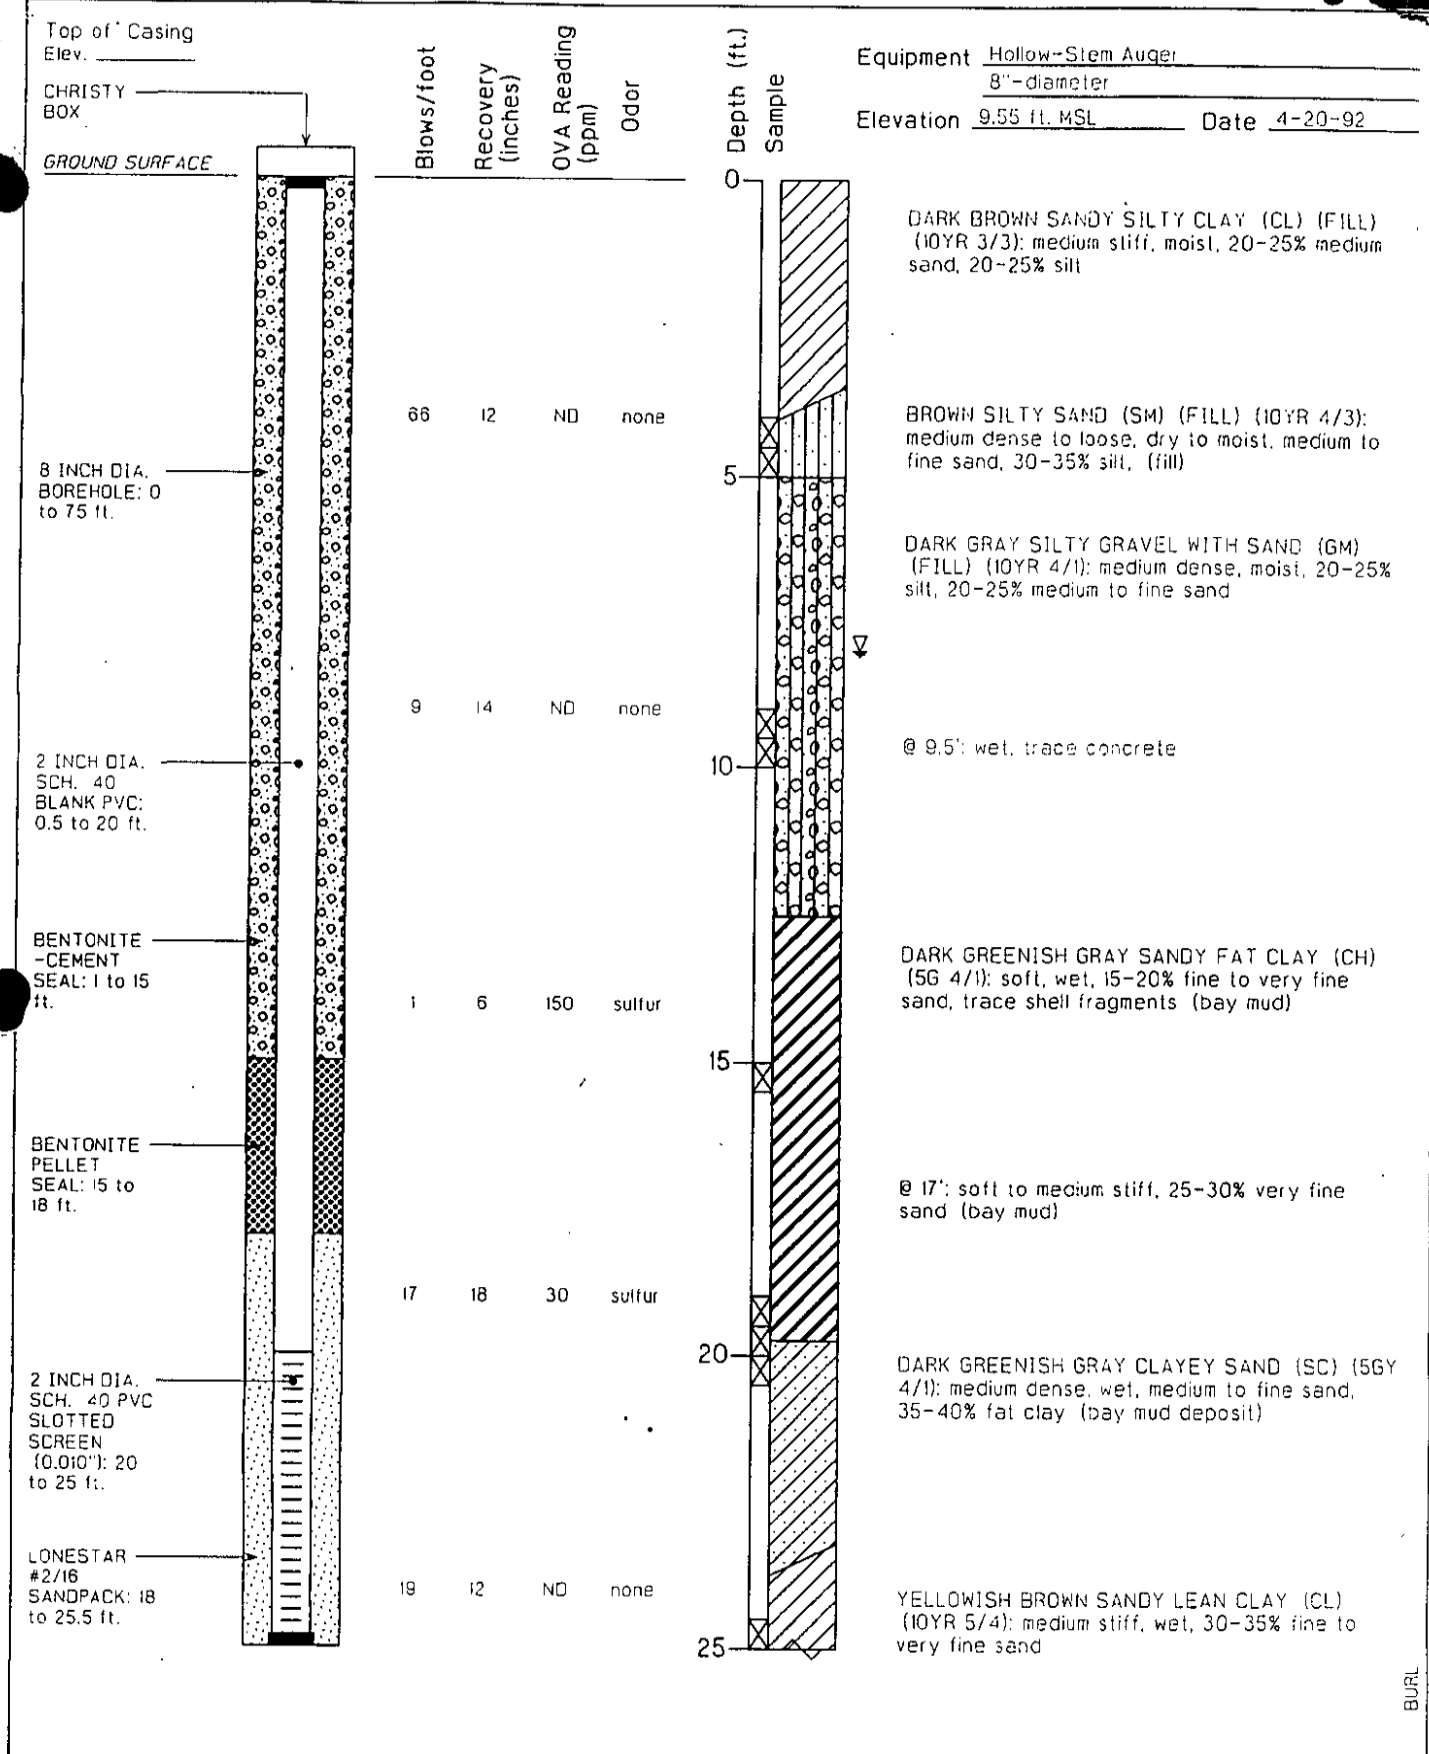 Top of Casing
Elev.
CHRISTY
BOX
GROUND SURFACE
Blows/foot
Recovery
(inches)
OVA Reading
(ppm)
Odor
Depth (ft.)
Sample
Equipment Hollow-Stem Auger
8"-diameter
Elevation 9.55 ft. MSL Date 4-20-92
0
DARK BROWN SANDY SILTY CLAY (CL) (FILL)
(10YR 3/3): medium stiff, moist, 20-25% medium
sand, 20-25% silt
66 12 ND none
BROWN SILTY SAND (SM) (FILL) (10YR 4/3):
medium dense to loose, dry to moist, medium to
fine sand, 30-35% silt, (fill)
8 INCH DIA.
BOREHOLE: 0
to 75 ft.
5
DARK GRAY SILTY GRAVEL WITH SAND (GM)
(FILL) (10YR 4/1): medium dense, moist, 20-25%
silt, 20-25% medium to fine sand
9 14 ND none
@ 9.5': wet, trace concrete
2 INCH DIA.
SCH. 40
BLANK PVC:
0.5 to 20 ft.
10
BENTONITE
-CEMENT
SEAL: 1 to 15
ft.
DARK GREENISH GRAY SANDY FAT CLAY (CH)
(5G 4/1): soft, wet, 15-20% fine to very fine
sand, trace shell fragments (bay mud)
1 6 150 sulfur
15
BENTONITE
PELLET
SEAL: 15 to
18 ft.
@ 17': soft to medium stiff, 25-30% very fine
sand (bay mud)
17 18 30 sulfur
20
2 INCH DIA.
SCH. 40 PVC
SLOTTED
SCREEN
(0.010"): 20
to 25 ft.
DARK GREENISH GRAY CLAYEY SAND (SC) (5GY
4/1): medium dense, wet, medium to fine sand,
35-40% fat clay (bay mud deposit)
LONESTAR
#2/16
SANDPACK: 18
to 25.5 ft.
19 12 ND none
YELLOWISH BROWN SANDY LEAN CLAY (CL)
(10YR 5/4): medium stiff, wet, 30-35% fine to
very fine sand
25
BURL